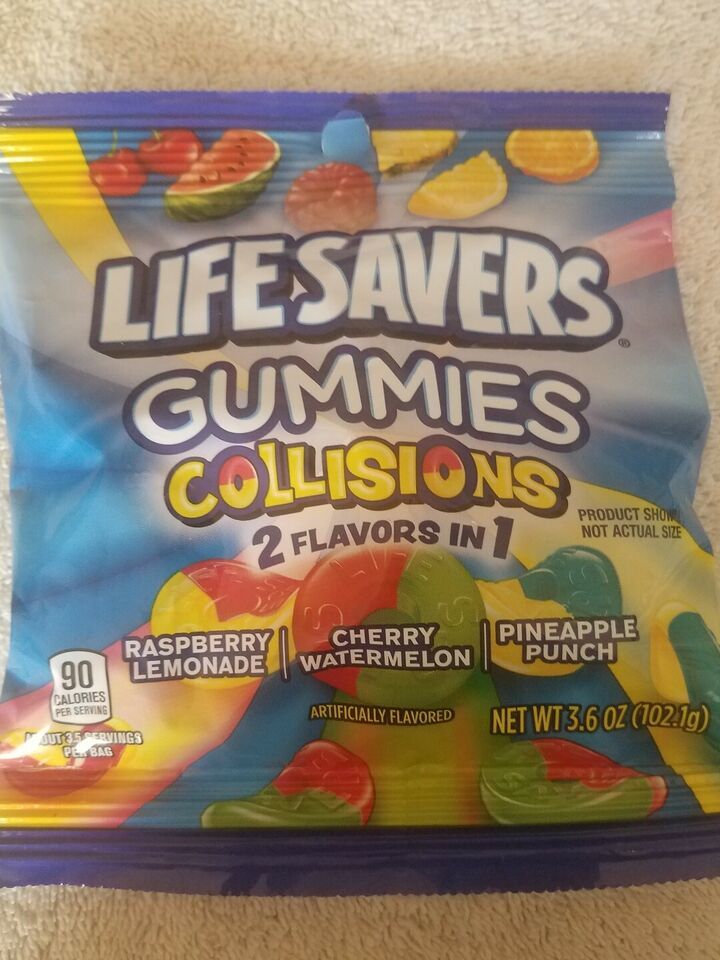 LIFE SAVERS®
GUMMIES
COLLISIONS
2 FLAVORS IN 1
PRODUCT SHOWN
NOT ACTUAL SIZE
RASPBERRY
LEMONADE
CHERRY
WATERMELON
PINEAPPLE
PUNCH
90
CALORIES
PER SERVING
ABOUT 3.5 SERVINGS
PER BAG
ARTIFICIALLY FLAVORED
NET WT 3.6 OZ (102.1g)